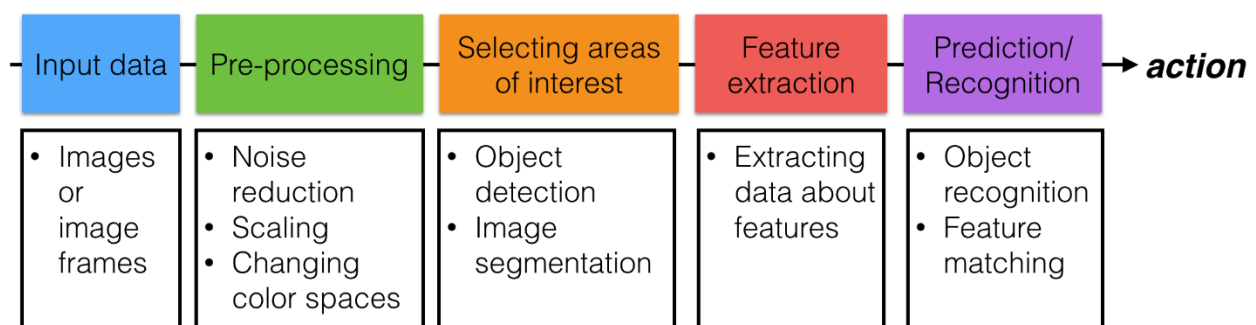 Input data
Pre-processing
Selecting areas
of interest
Feature
extraction
Prediction/
Recognition
action
• Images
or
image
frames
• Noise
reduction
• Scaling
• Changing
color spaces
• Object
detection
• Image
segmentation
• Extracting
data about
features
• Object
recognition
• Feature
matching